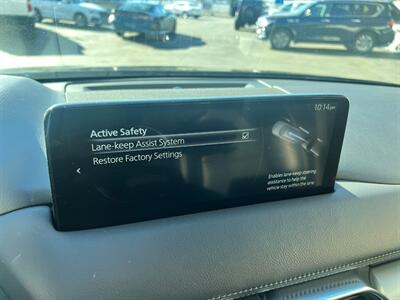 10:14pm
Active Safety
Lane-keep Assist System
Restore Factory Settings
Enables lane-keep steering
assistance to help the
vehicle stay within the lane